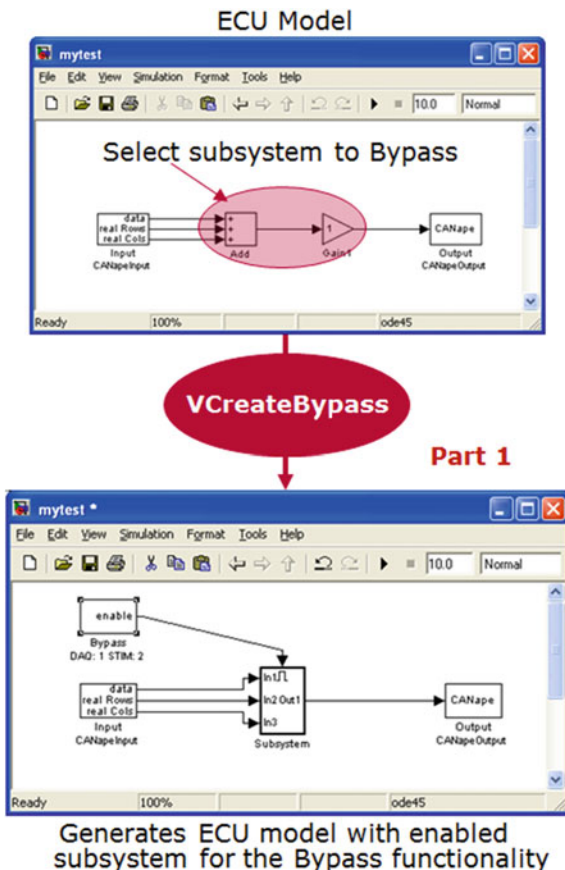 ECU Model
mytest
File Edit View Simulation Format Tools Help
10.0 Normal
Select subsystem to Bypass
data
real Rows
real Cols
Input
CANapeInput
+
+
+
Add
1
Gain1
CANape
Output
CANapeOutput
Ready 100% ode45
VCreateBypass
Part 1
mytest *
File Edit View Simulation Format Tools Help
10.0 Normal
enable
Bypass
DAQ: 1 STIM: 2
data
real Rows
real Cols
Input
CANapeInput
In1
In2 Out1
In3
Subsystem
CANape
Output
CANapeOutput
Ready 100% ode45
Generates ECU model with enabled
subsystem for the Bypass functionality